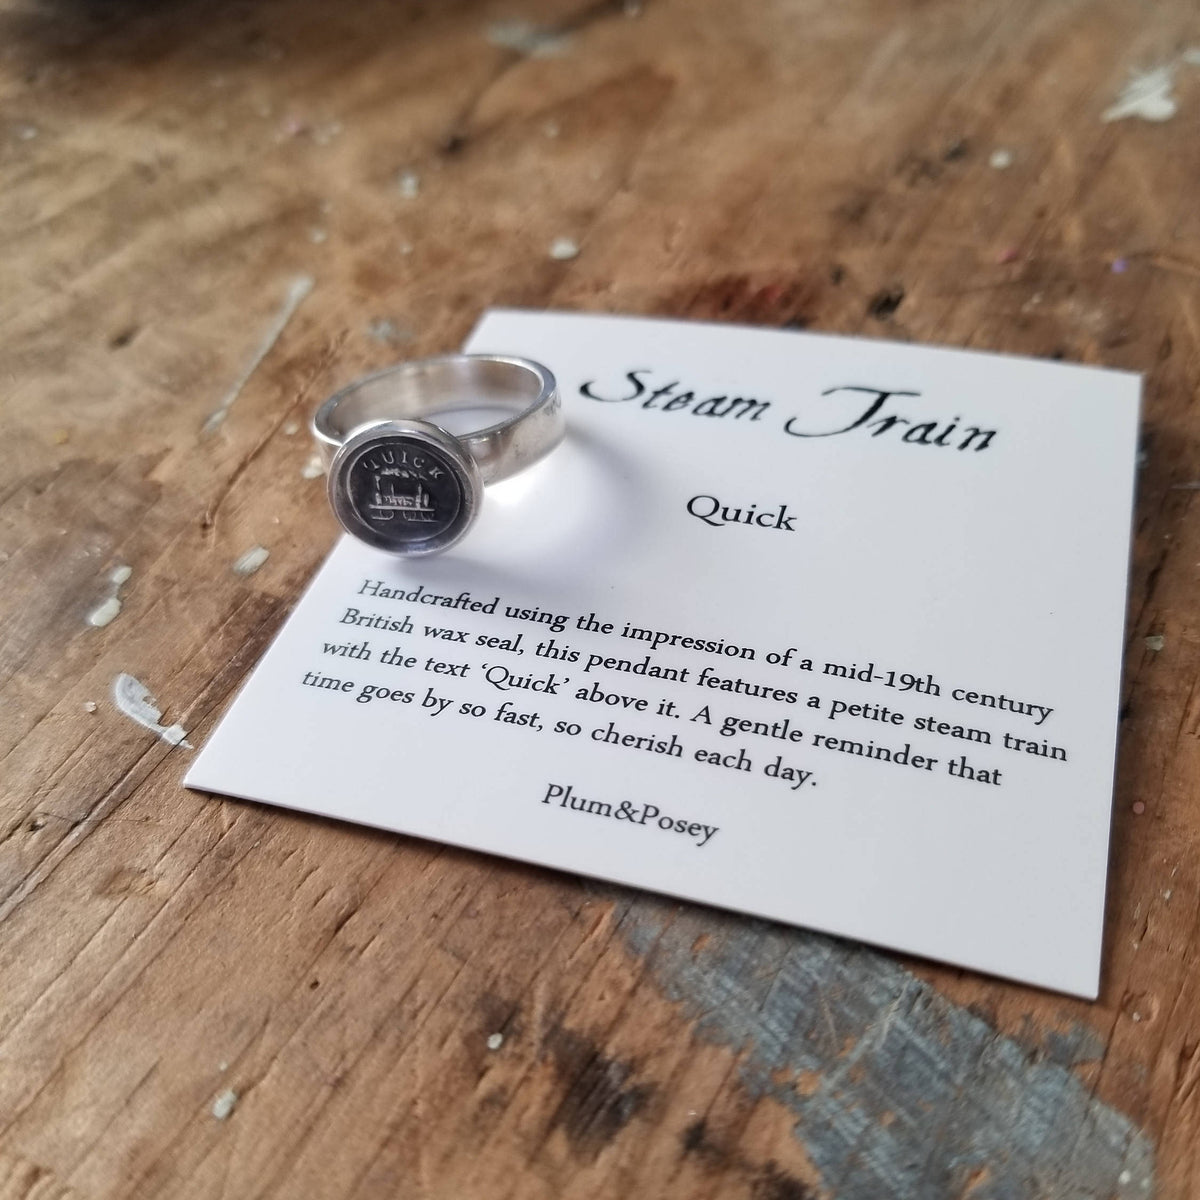 QUICK
Steam Train
Quick
Handcrafted using the impression of a mid-19th century
British wax seal, this pendant features a petite steam train
with the text ‘Quick’ above it. A gentle reminder that
time goes by so fast, so cherish each day.
Plum&Posey